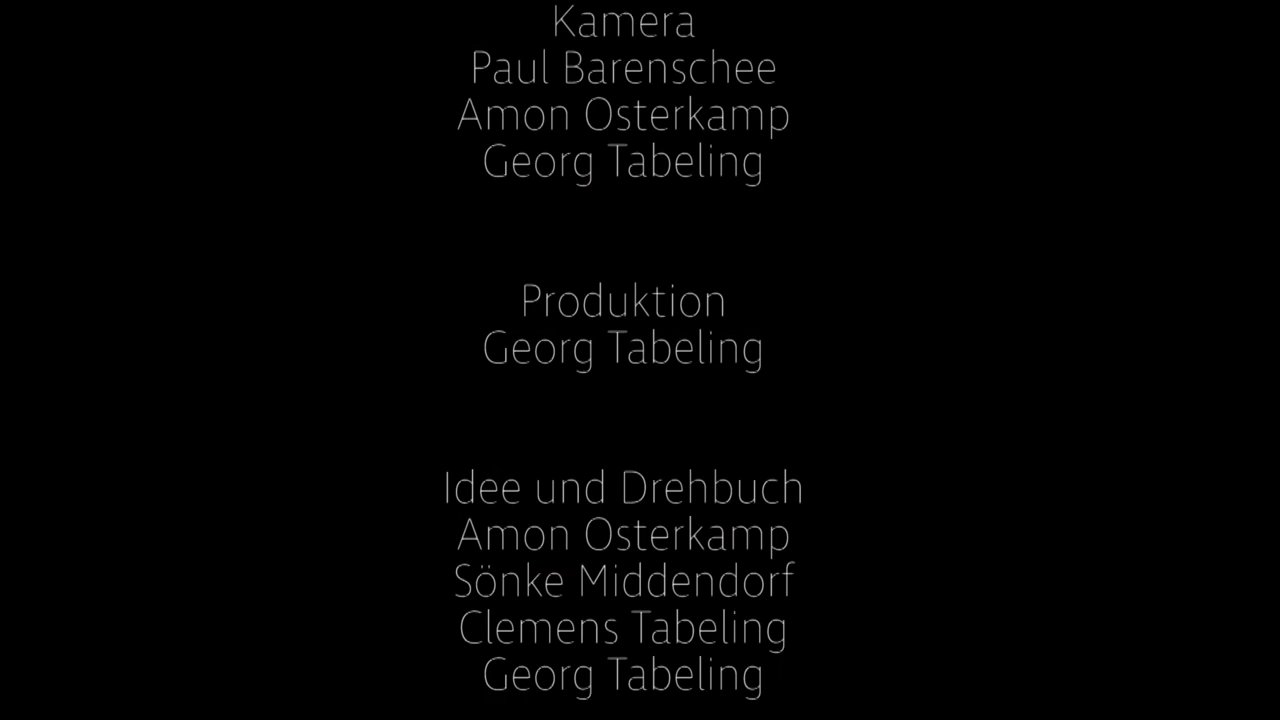 Kamera
Paul Barenschee
Amon Osterkamp
Georg Tabeling
Produktion
Georg Tabeling
Idee und Drehbuch
Amon Osterkamp
Sönke Middendorf
Clemens Tabeling
Georg Tabeling